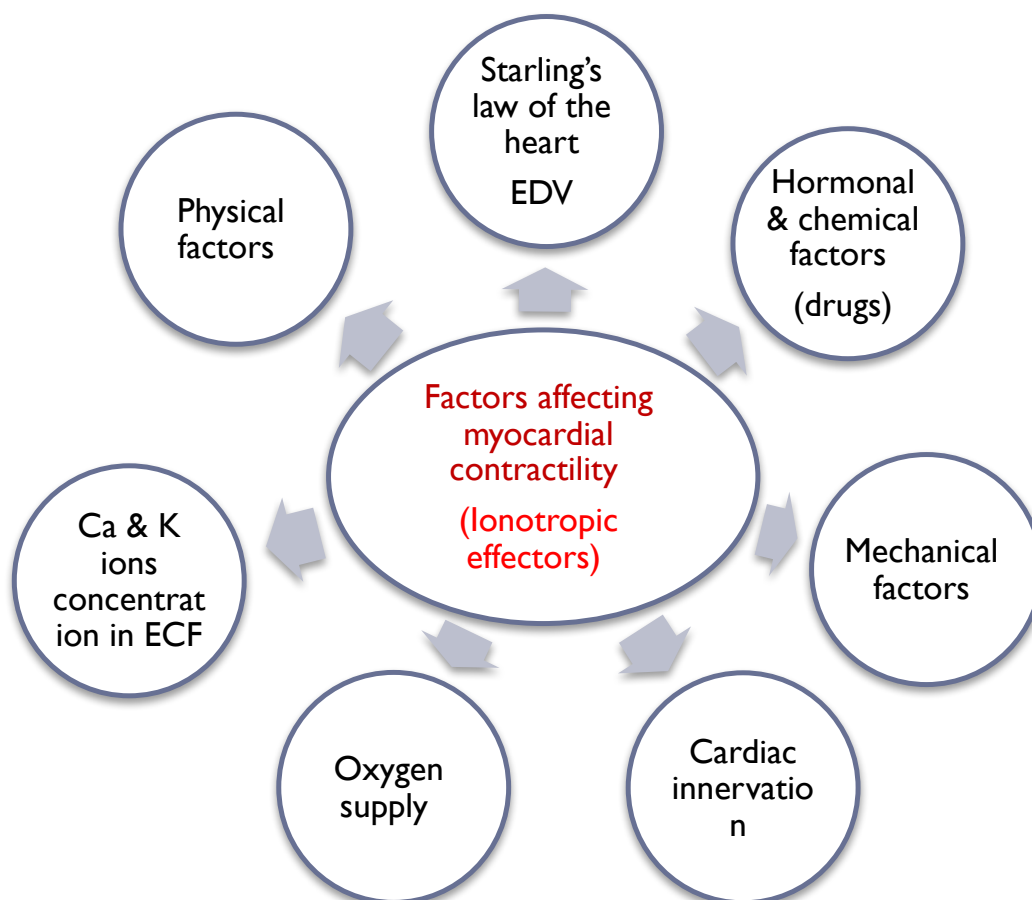 Starling’s
law of the
heart
EDV
Hormonal
& chemical
factors
(drugs)
Mechanical
factors
Cardiac
innervatio
n
Oxygen
supply
Ca & K
ions
concentrat
ion in ECF
Physical
factors
Factors affecting
myocardial
contractility
(Ionotropic
effectors)